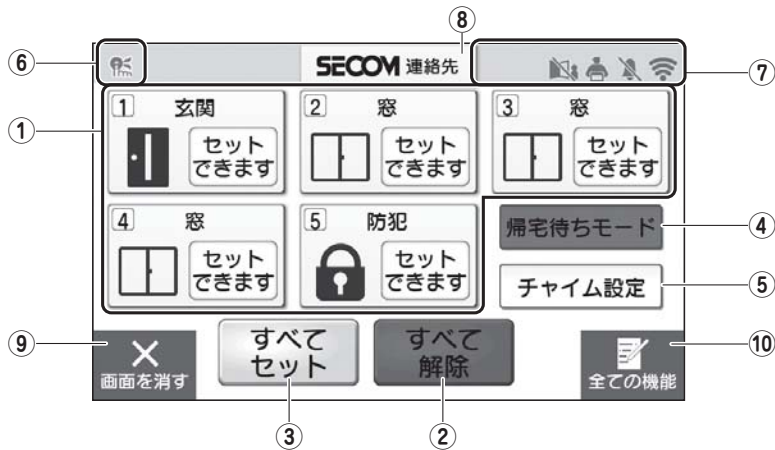 ⑧
⑥
SECOM 連絡先
⑦
①
1 玄関
セット
できます
2 窓
セット
できます
3 窓
セット
できます
4 窓
セット
できます
5 防犯
セット
できます
帰宅待ちモード
④
チャイム設定
⑤
⑨
画面を消す
すべて
セット
すべて
解除
全ての機能
⑩
③
②